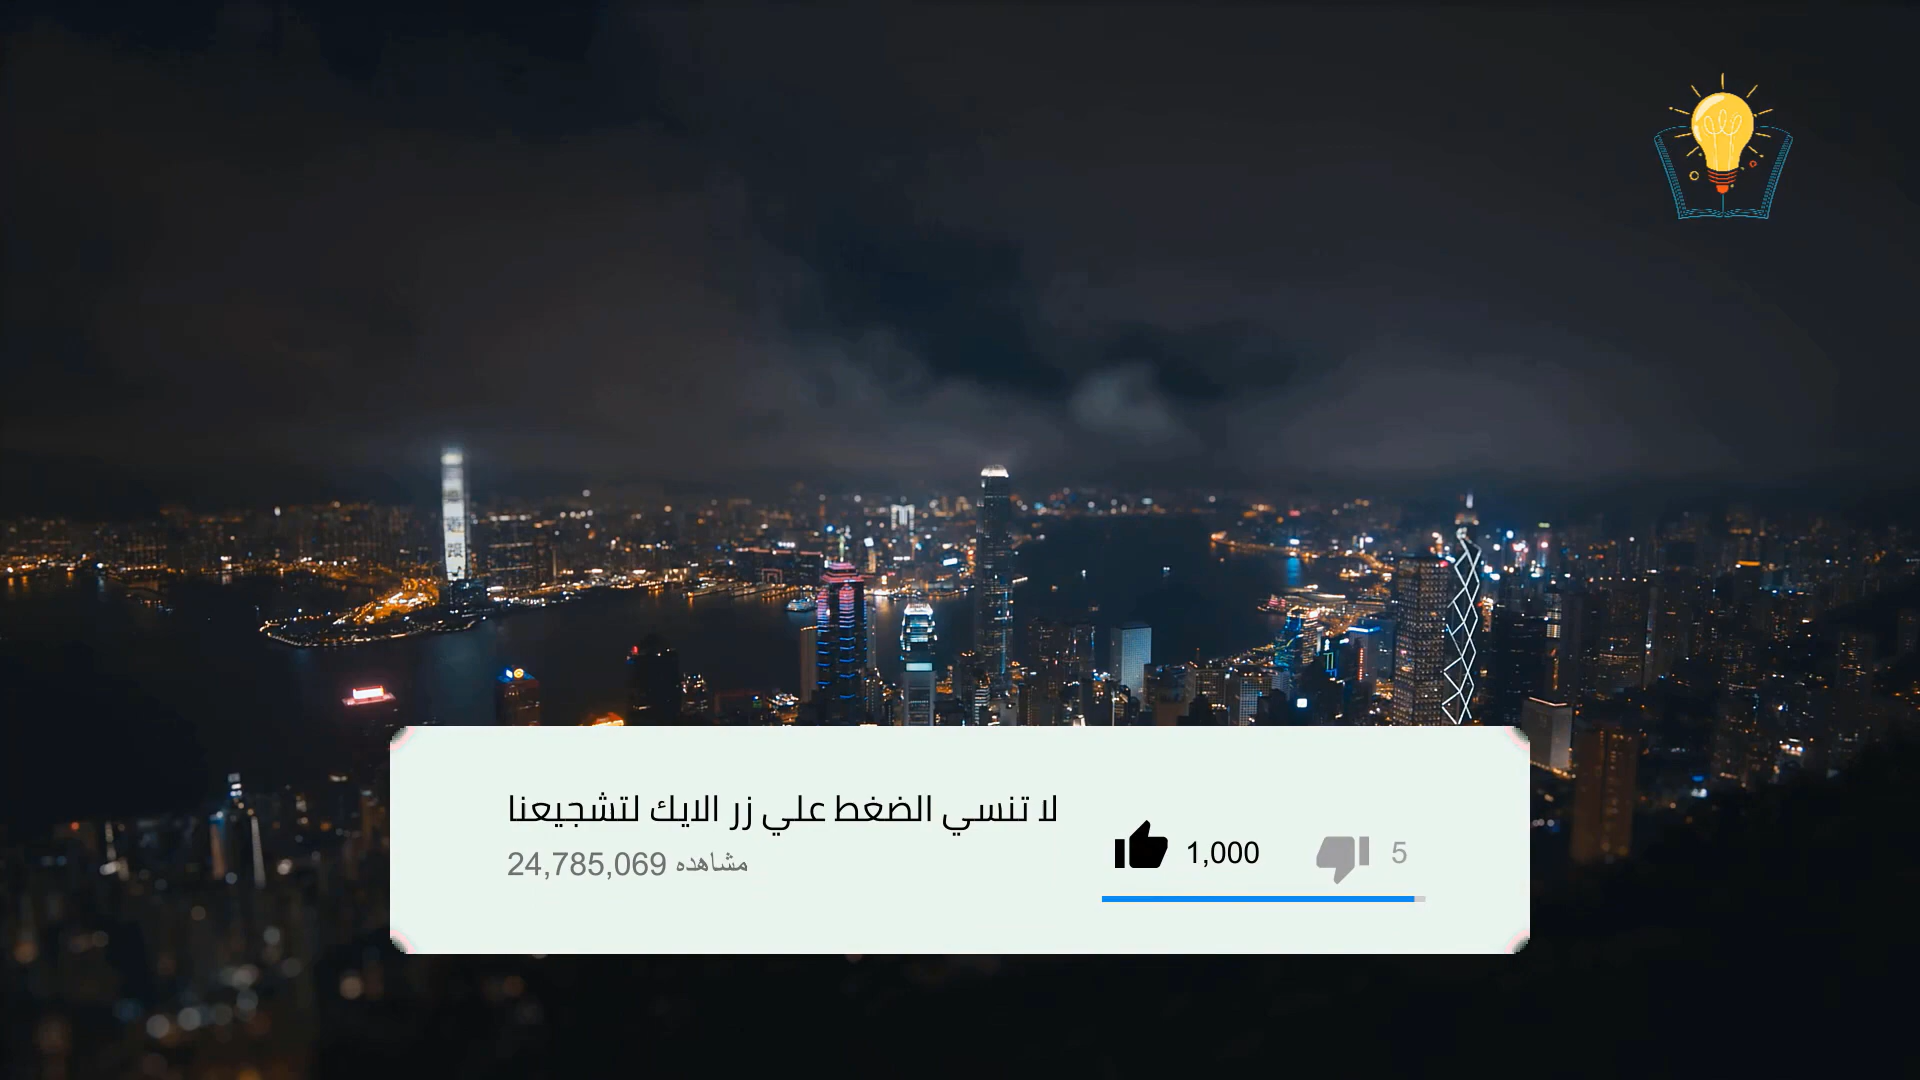 لا تنسي الضغط علي زر الايك لتشجيعنا
24,785,069 مشاهده
1,000
5